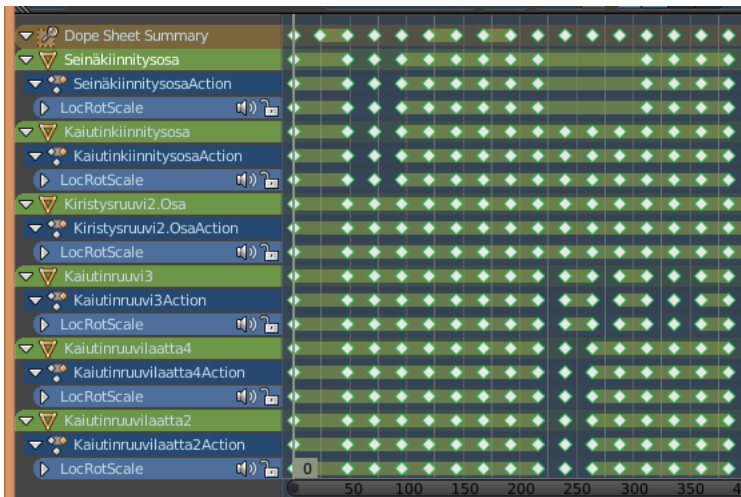 Dope Sheet Summary
Seinäkiinnitysosa
SeinäkiinnitysosaAction
LocRotScale
Kaiutinkiinnitysosa
KaiutinkiinnitysosaAction
LocRotScale
Kiristysruuvi2.Osa
Kiristysruuvi2.OsaAction
LocRotScale
Kaiutinruuvi3
Kaiutinruuvi3Action
LocRotScale
Kaiutinruuvilaatta4
Kaiutinruuvilaatta4Action
LocRotScale
Kaiutinruuvilaatta2
Kaiutinruuvilaatta2Action
LocRotScale 0
50 100 150 200 250 300 350